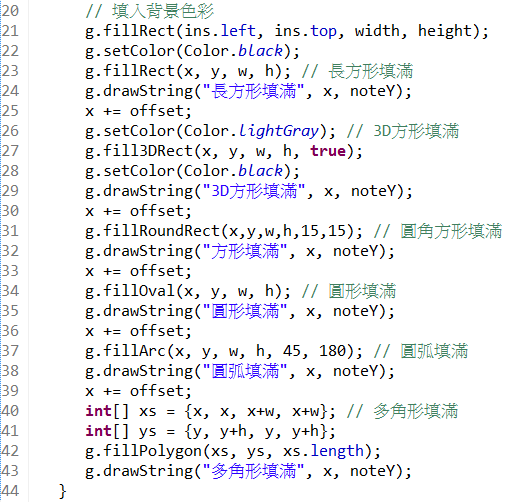 20 // 填入背景色彩
21 g.fillRect(ins.left, ins.top, width, height);
22 g.setColor(Color.black);
23 g.fillRect(x, y, w, h); // 長方形填滿
24 g.drawString("長方形填滿", x, noteY);
25 x += offset;
26 g.setColor(Color.lightGray); // 3D方形填滿
27 g.fill3DRect(x, y, w, h, true);
28 g.setColor(Color.black);
29 g.drawString("3D方形填滿", x, noteY);
30 x += offset;
31 g.fillRoundRect(x,y,w,h,15,15); // 圓角方形填滿
32 g.drawString("方形填滿", x, noteY);
33 x += offset;
34 g.fillOval(x, y, w, h); // 圓形填滿
35 g.drawString("圓形填滿", x, noteY);
36 x += offset;
37 g.fillArc(x, y, w, h, 45, 180); // 圓弧填滿
38 g.drawString("圓弧填滿", x, noteY);
39 x += offset;
40 int[] xs = {x, x, x+w, x+w}; // 多角形填滿
41 int[] ys = {y, y+h, y, y+h};
42 g.fillPolygon(xs, ys, xs.length);
43 g.drawString("多角形填滿", x, noteY);
44 }